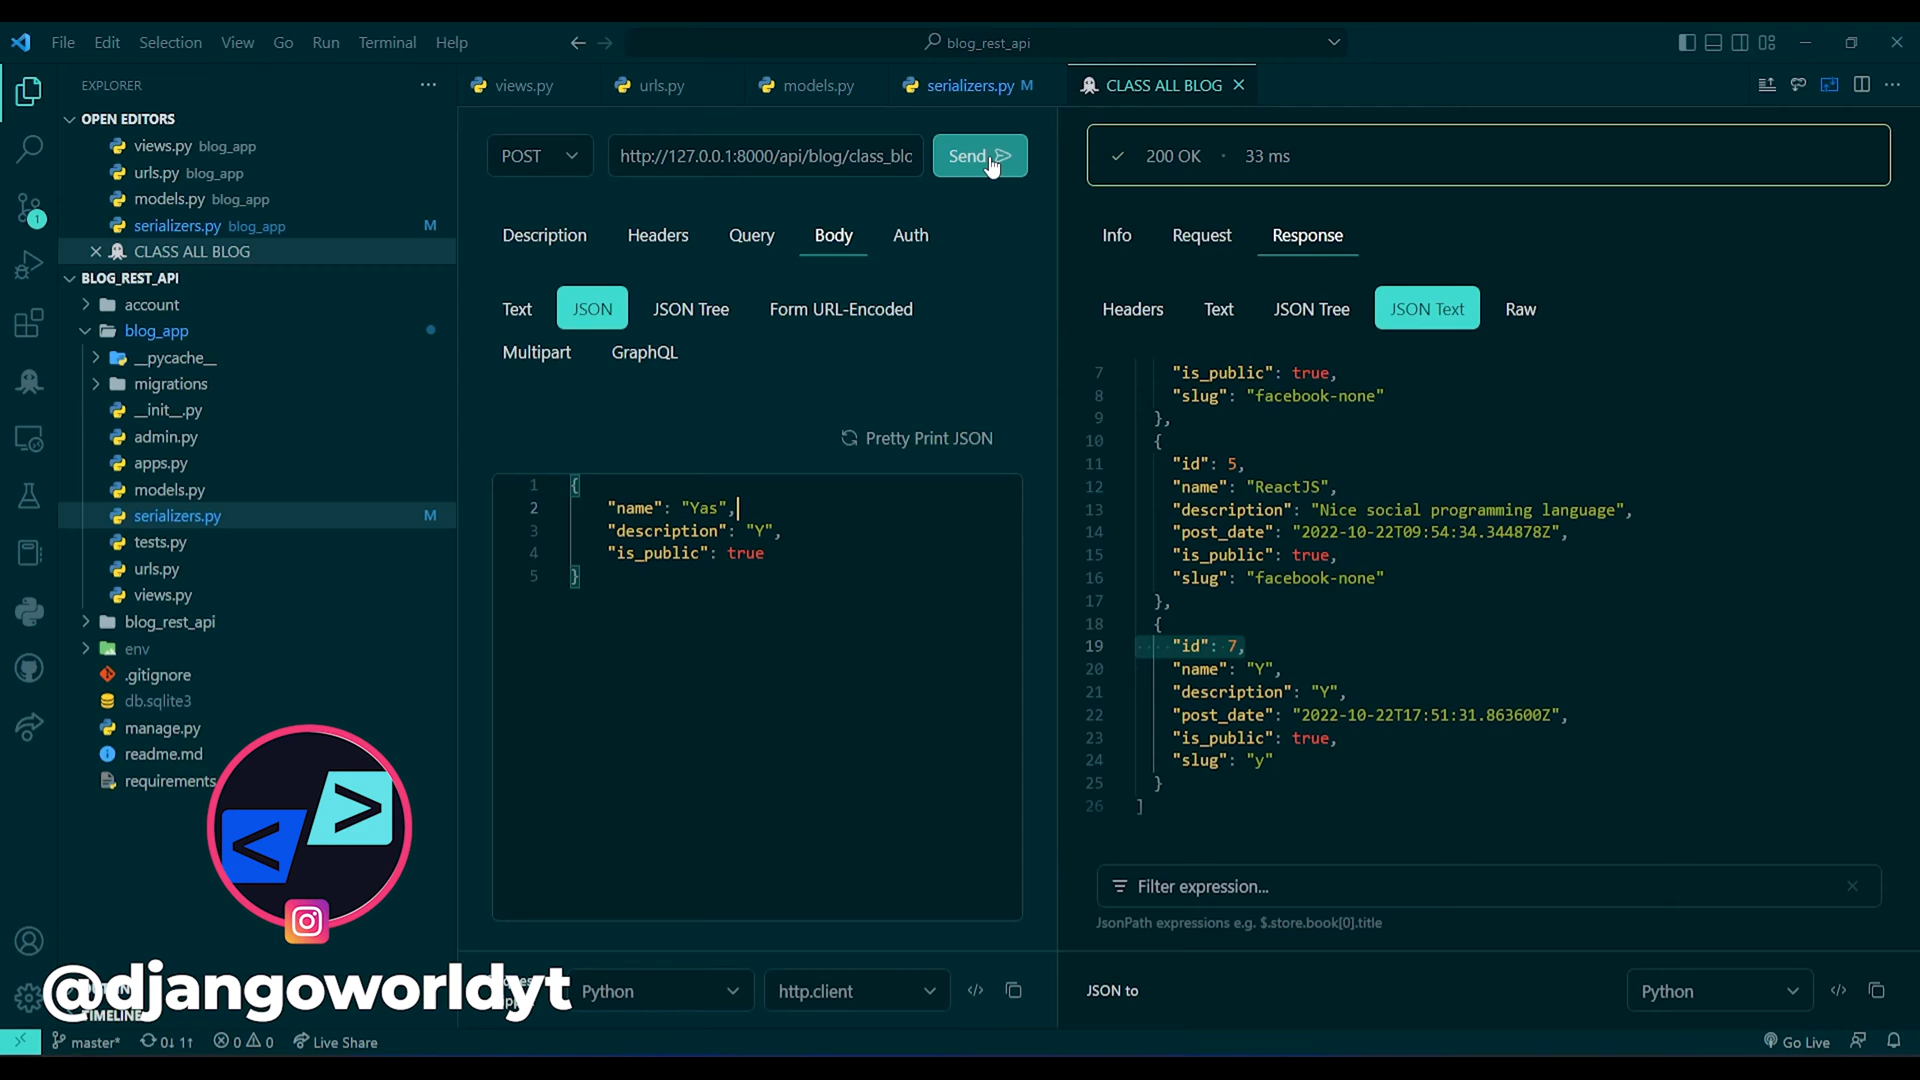 File Edit Selection View Go Run Terminal Help
blog_rest_api
EXPLORER
views.py
urls.py
models.py
serializers.py M
CLASS ALL BLOG
OPEN EDITORS
views.py blog_app
urls.py blog_app
models.py blog_app
serializers.py blog_app M
CLASS ALL BLOG
BLOG_REST_API
account
blog_app
__pycache__
migrations
__init__.py
admin.py
apps.py
models.py
serializers.py M
tests.py
urls.py
views.py
blog_rest_api
env
.gitignore
db.sqlite3
manage.py
readme.md
requirements
1
TIMELINE
POST
http://127.0.0.1:8000/api/blog/class_blc
Send
Description Headers Query Body Auth
Text JSON JSON Tree Form URL-Encoded
Multipart GraphQL
Pretty Print JSON
1 {
2 "name": "Yas",
3 "description": "Y",
4 "is_public": true
5 }
Python
http.client
200 OK · 33 ms
Info Request Response
Headers Text JSON Tree JSON Text Raw
7 "is_public": true,
8 "slug": "facebook-none"
9 },
10 {
11 "id": 5,
12 "name": "ReactJS",
13 "description": "Nice social programming language",
14 "post_date": "2022-10-22T09:54:34.344878Z",
15 "is_public": true,
16 "slug": "facebook-none"
17 },
18 {
19 "id": 7,
20 "name": "Y",
21 "description": "Y",
22 "post_date": "2022-10-22T17:51:31.863600Z",
23 "is_public": true,
24 "slug": "y"
25 }
26 ]
Filter expression...
JsonPath expressions e.g. $.store.book[0].title
JSON to
Python
< >
@djangoworldyt
master* 0↓ 1↑ 0 0 Live Share
Go Live